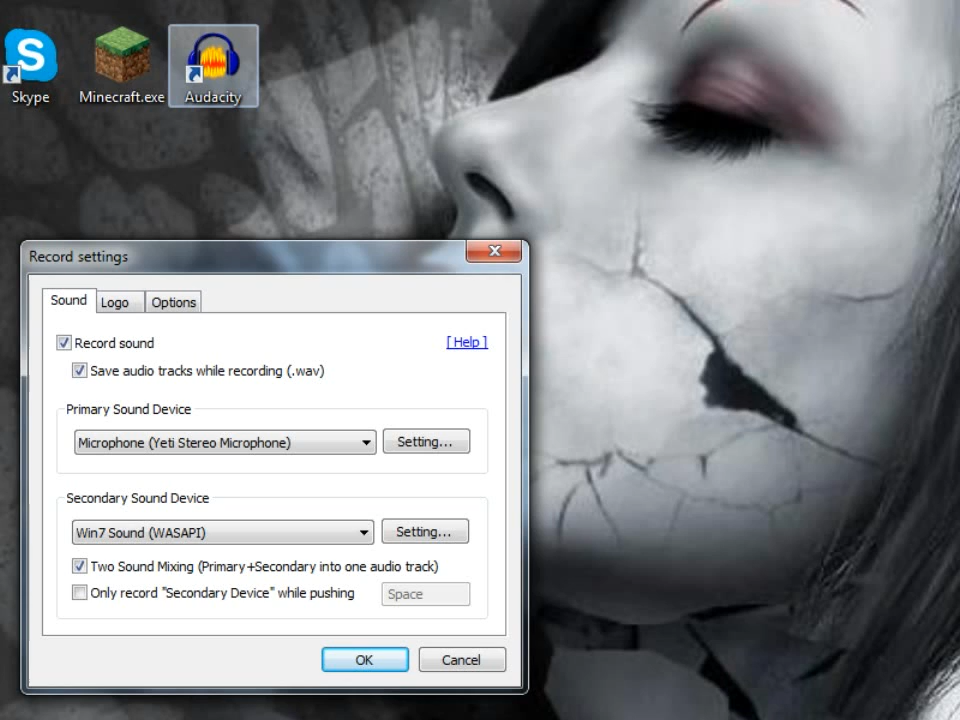 Skype
Minecraft.exe
Audacity
Record settings
Sound
Logo
Options
Record sound
[ Help ]
Save audio tracks while recording (.wav)
Primary Sound Device
Microphone (Yeti Stereo Microphone)
Setting...
Secondary Sound Device
Win7 Sound (WASAPI)
Setting...
Two Sound Mixing (Primary+Secondary into one audio track)
Only record "Secondary Device" while pushing
Space
OK
Cancel